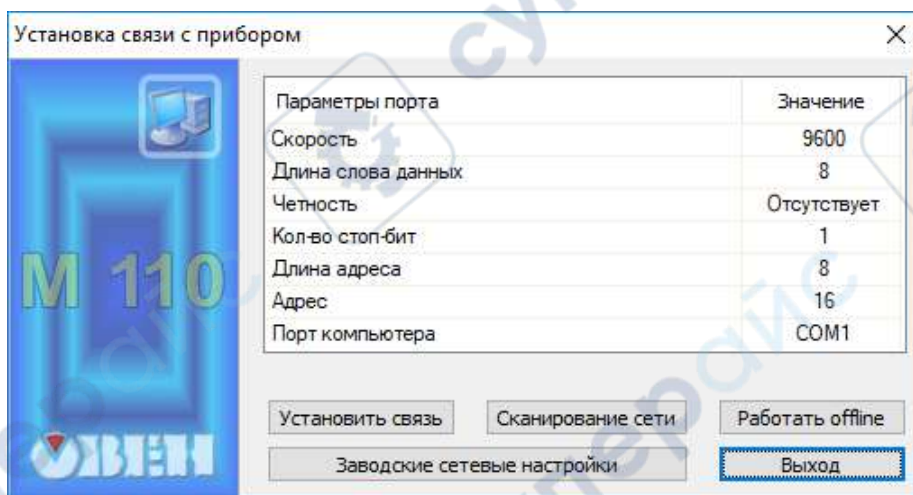 Установка связи с прибором
Параметры порта Значение
Скорость 9600
Длина слова данных 8
Четность Отсутствует
Кол-во стоп-бит 1
Длина адреса 8
Адрес 16
Порт компьютера COM1
M 110
ОВЕН
Установить связь Сканирование сети Работать offline
Заводские сетевые настройки Выход